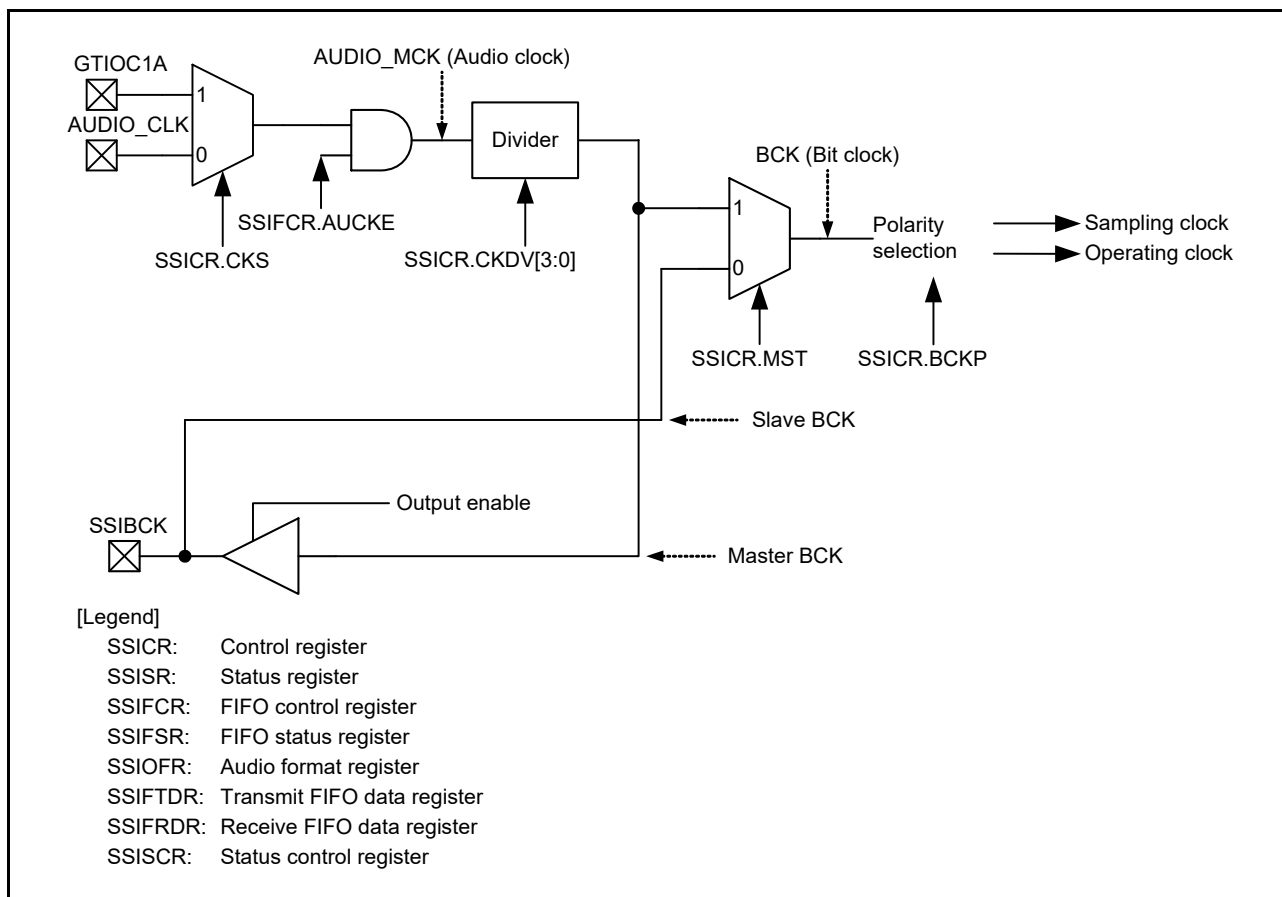 GTIOC1A
AUDIO_MCK (Audio clock)
1
AUDIO_CLK
0
Divider
BCK (Bit clock)
SSIFCR.AUCKE
SSICR.CKS
SSICR.CKDV[3:0]
1
0
Polarity
selection
Sampling clock
Operating clock
SSICR.MST
SSICR.BCKP
Slave BCK
Output enable
SSIBCK
Master BCK
[Legend]
SSICR: Control register
SSISR: Status register
SSIFCR: FIFO control register
SSIFSR: FIFO status register
SSIOFR: Audio format register
SSIFTDR: Transmit FIFO data register
SSIFRDR: Receive FIFO data register
SSISCR: Status control register